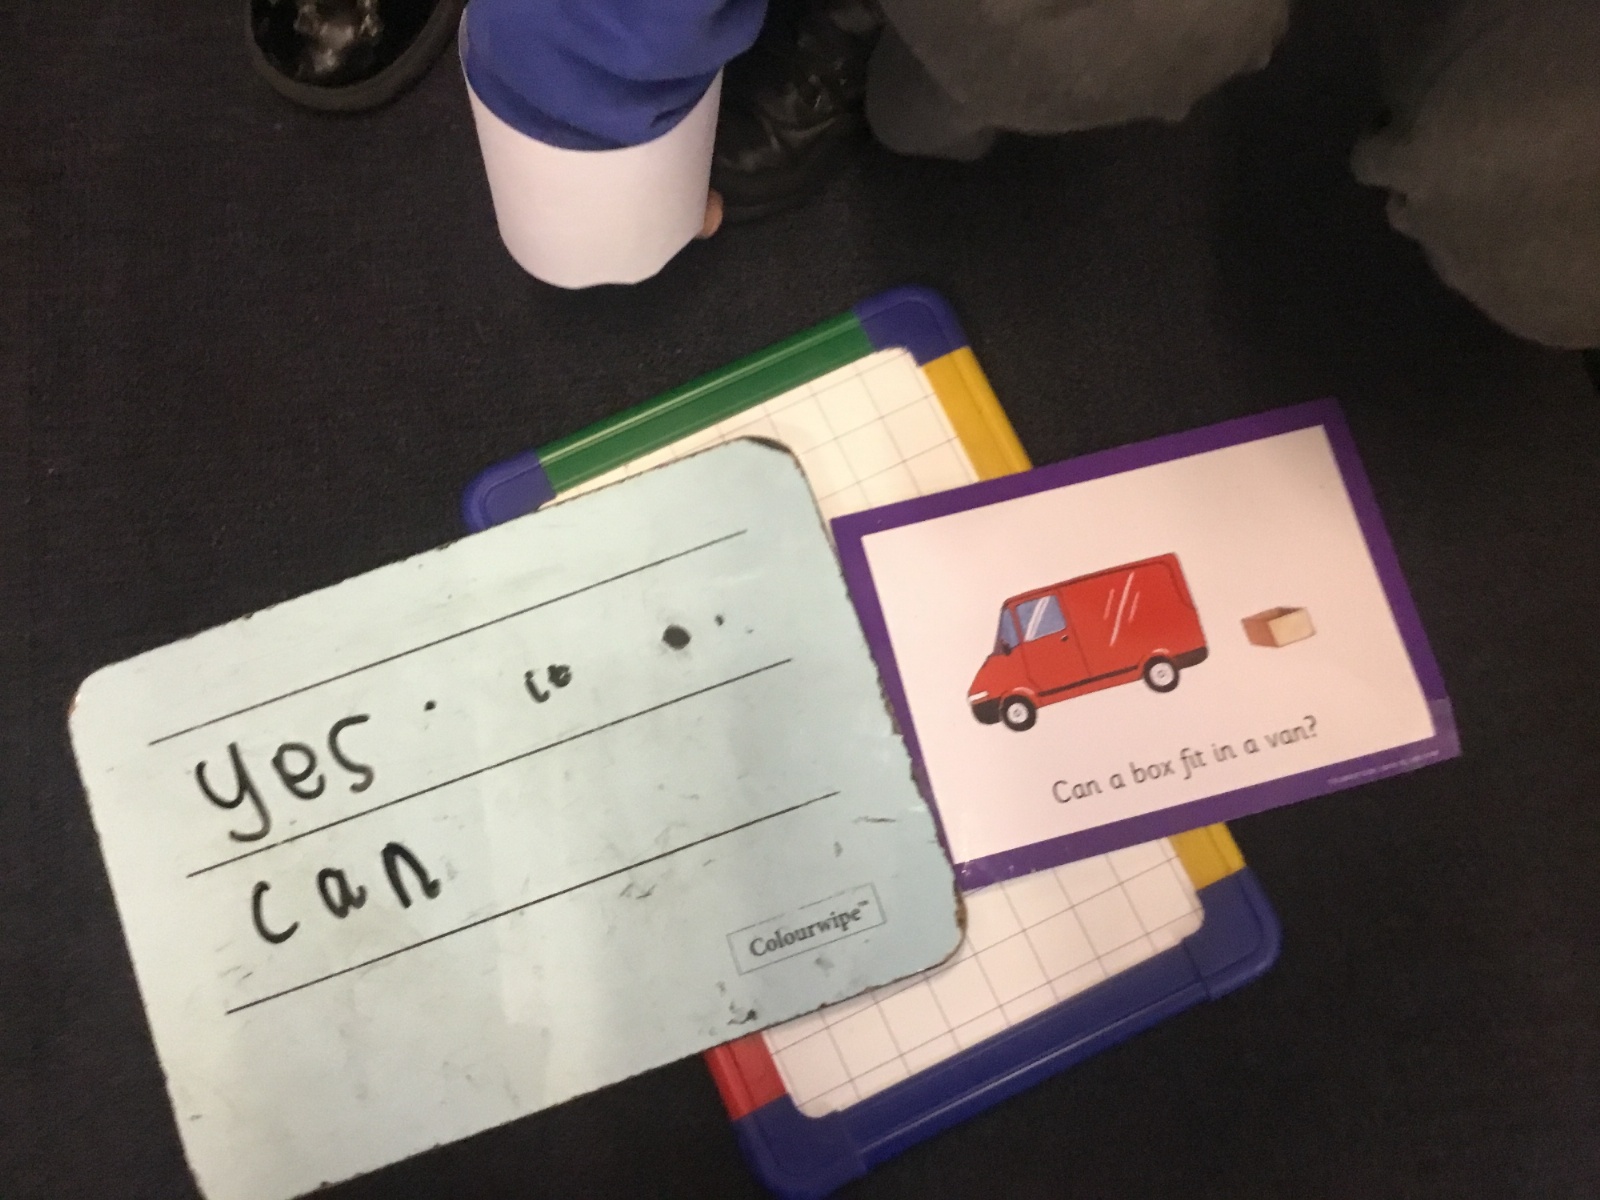 yes.
can
Colourwipe™
Can a box fit in a van?